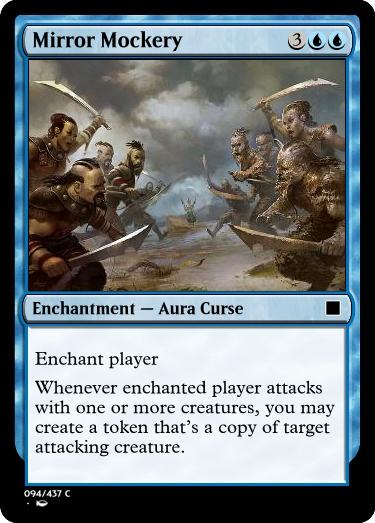 Mirror Mockery 3
Enchantment — Aura Curse
Enchant player
Whenever enchanted player attacks
with one or more creatures, you may
create a token that's a copy of target
attacking creature.
094/437 C